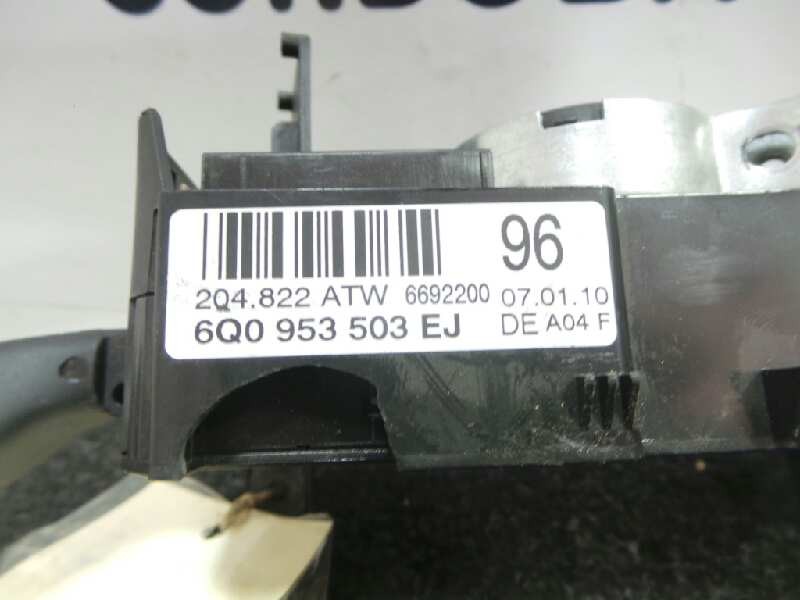 96
2Q4.822 ATW 6692200 07.01.10
6Q0 953 503 EJ DE A04 F